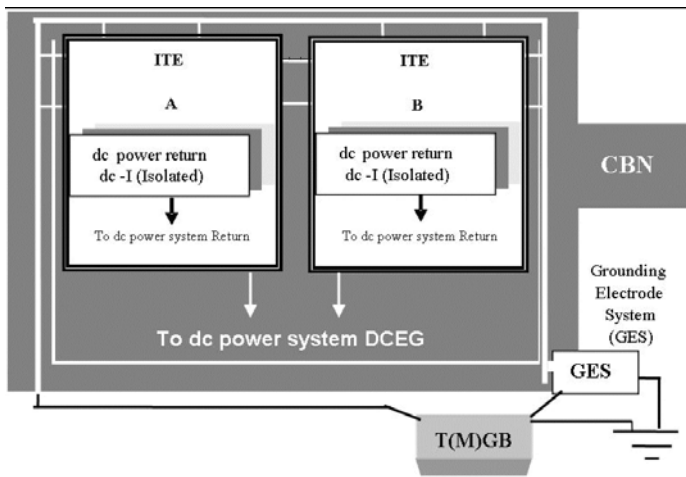 ITE
A
dc power return
dc -I (Isolated)
To dc power system Return
ITE
B
dc power return
dc -I (Isolated)
To dc power system Return
To dc power system DCEG
CBN
Grounding
Electrode
System
(GES)
GES
T(M)GB